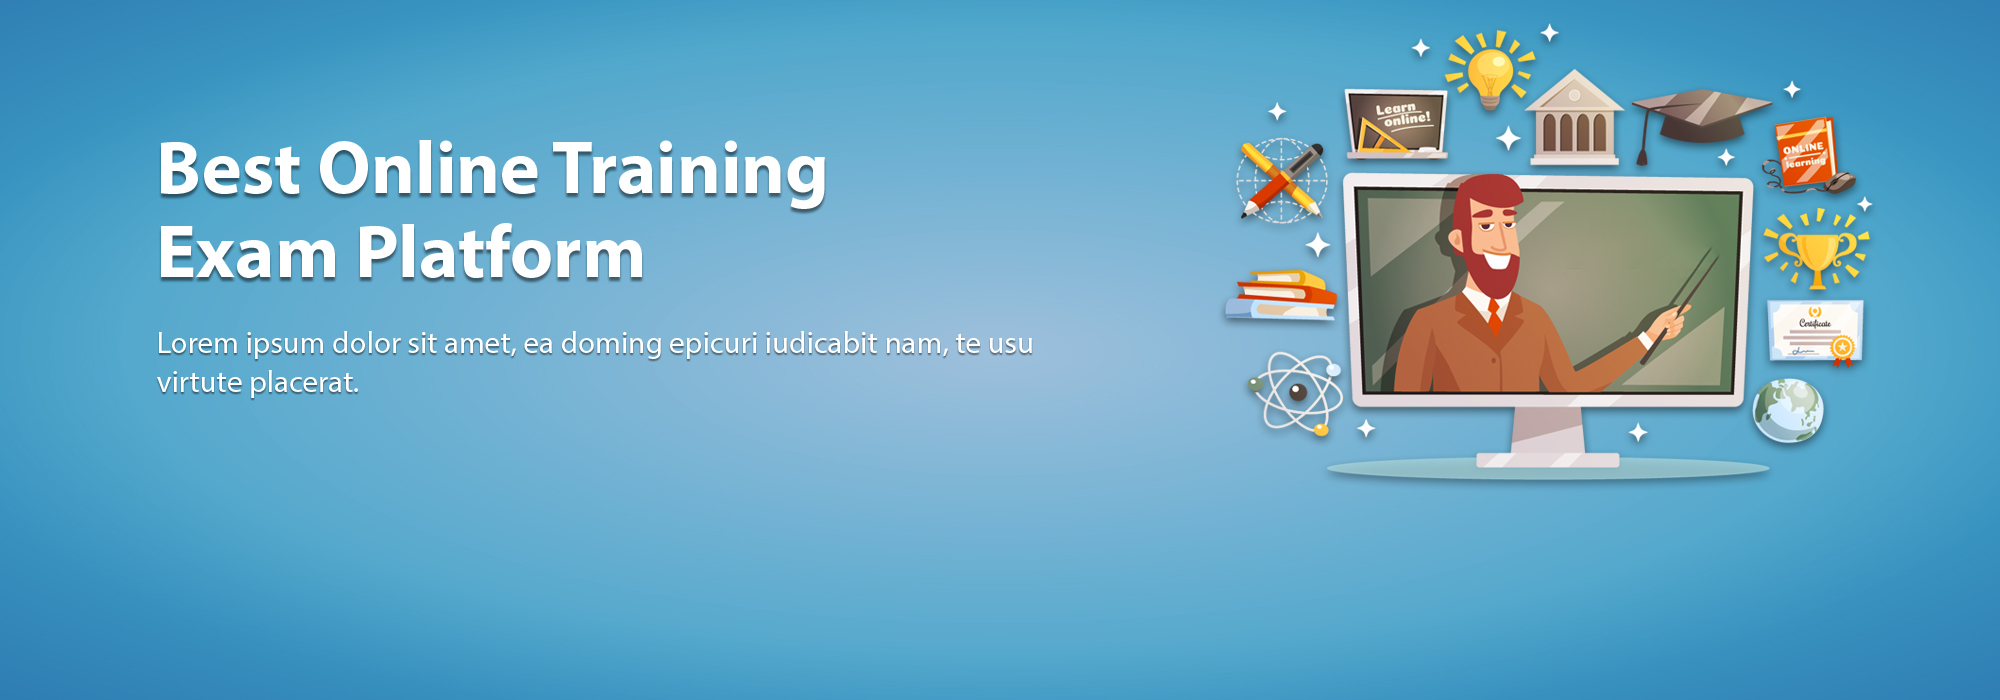 Best Online Training
Exam Platform
Lorem ipsum dolor sit amet, ea doming epicuri iudicabit nam, te usu
virtute placerat.
Learn
online!
ONLINE
learning
Certificate